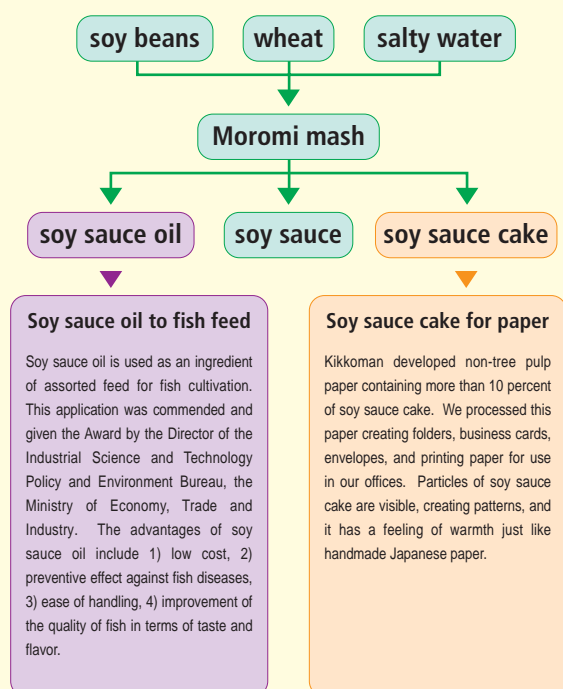 soy beans
wheat
salty water
Moromi mash
soy sauce oil
soy sauce
soy sauce cake
Soy sauce oil to fish feed
Soy sauce oil is used as an ingredient
of assorted feed for fish cultivation.
This application was commended and
given the Award by the Director of the
Industrial Science and Technology
Policy and Environment Bureau, the
Ministry of Economy, Trade and
Industry. The advantages of soy
sauce oil include 1) low cost, 2)
preventive effect against fish diseases,
3) ease of handling, 4) improvement of
the quality of fish in terms of taste and
flavor.
Soy sauce cake for paper
Kikkoman developed non-tree pulp
paper containing more than 10 percent
of soy sauce cake. We processed this
paper creating folders, business cards,
envelopes, and printing paper for use
in our offices. Particles of soy sauce
cake are visible, creating patterns, and
it has a feeling of warmth just like
handmade Japanese paper.